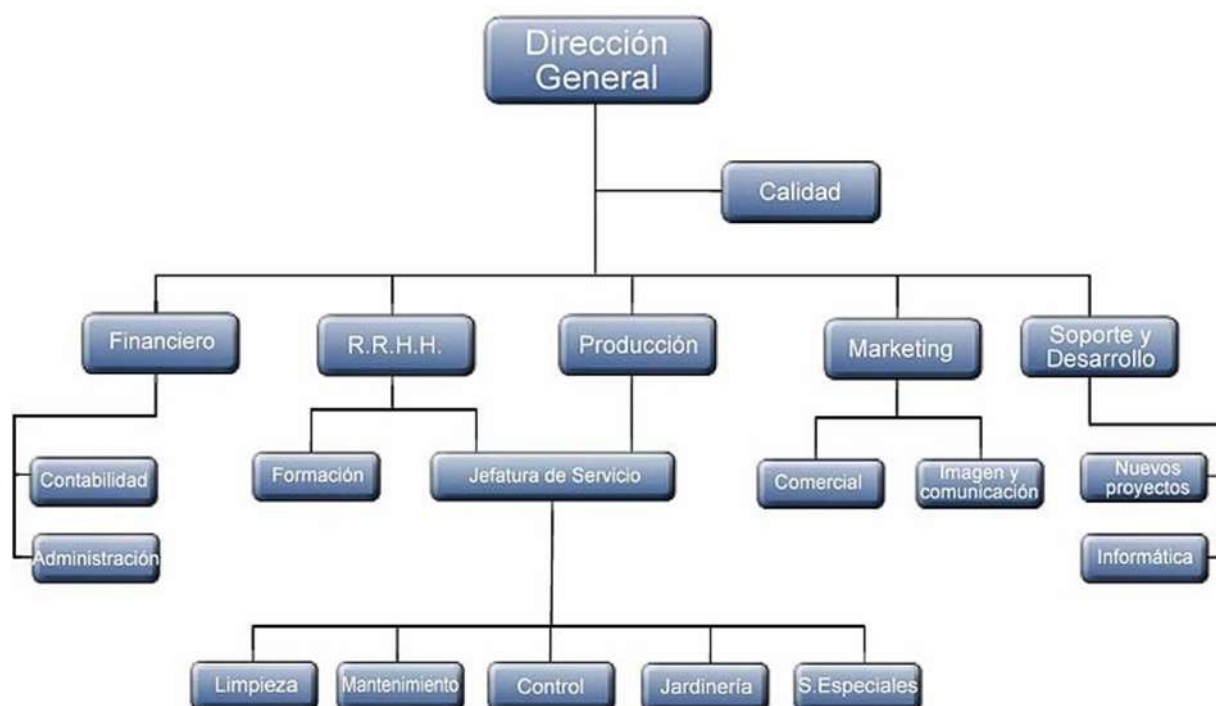 Dirección
General
Calidad
Financiero
R.R.H.H.
Producción
Marketing
Soporte y
Desarrollo
Contabilidad
Formación
Jefatura de Servicio
Comercial
Imagen y
comunicación
Nuevos
proyectos
Administración
Informática
Limpieza
Mantenimiento
Control
Jardinería
S.Especiales